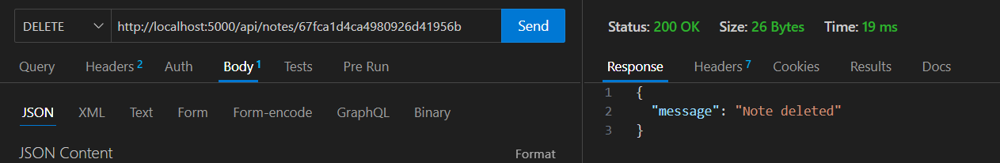 DELETE http://localhost:5000/api/notes/67fca1d4ca4980926d41956b Send
Query Headers 2 Auth Body 1 Tests Pre Run
JSON XML Text Form Form-encode GraphQL Binary
JSON Content Format
Status: 200 OK Size: 26 Bytes Time: 19 ms
Response Headers 7 Cookies Results Docs
1 {
2 "message": "Note deleted"
3 }